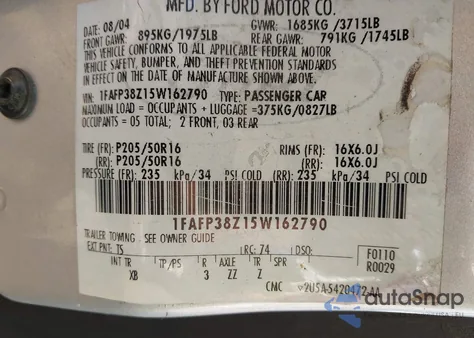 MFD. BY FORD MOTOR CO.
DATE: 08/04 GVWR: 1685KG /3715LB
FRONT GAWR: 895KG/1975LB REAR GAWR: 791KG/1745LB
THIS VEHICLE CONFORMS TO ALL APPLICABLE FEDERAL MOTOR
VEHICLE SAFETY, BUMPER, AND THEFT PREVENTION STANDARDS
IN EFFECT ON THE DATE OF MANUFACTURE SHOWN ABOVE.
VIN: 1FAFP38Z15W162790 TYPE: PASSENGER CAR
MAXIMUM LOAD = OCCUPANTS + LUGGAGE =375KG/0827LB
OCCUPANTS = 05 TOTAL; 2 FRONT, 03 REAR
TIRE (FR): P205/50R16 RIMS (FR): 16X6.0J
(RR): P205/50R16 (RR): 16X6.0J
PRESSURE (FR): 235 kPa/34 PSI COLD (RR) 235 kPa/34 PSI COLD
1FAFP38Z15W162790
TRAILER TOWING - SEE OWNER GUIDE
EXT PNT: TS RC: 74 DSO: F0110
INT TR TP/PS R AXLE TR SPR R0029
XB 3 ZZ Z
CMC
autoSnap